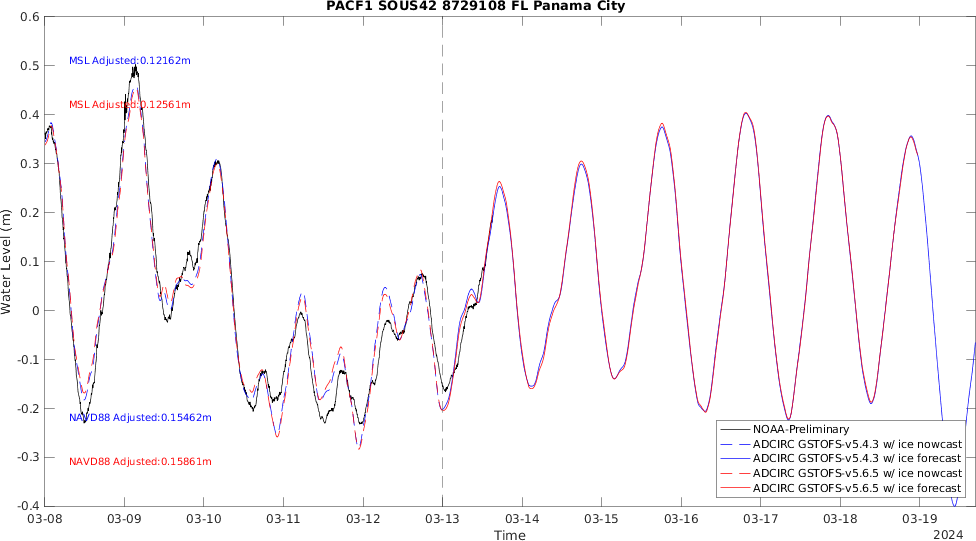 PACF1 SOUS42 8729108 FL Panama City
0.6
0.5
0.4
0.3
0.2
0.1
0
-0.1
-0.2
-0.3
-0.4
Water Level (m)
MSL Adjusted:0.12162m
MSL Adjusted:0.12561m
NAVD88 Adjusted:0.15462m
NAVD88 Adjusted:0.15861m
NOAA-Preliminary
ADCIRC GSTOFS-v5.4.3 w/ ice nowcast
ADCIRC GSTOFS-v5.4.3 w/ ice forecast
ADCIRC GSTOFS-v5.6.5 w/ ice nowcast
ADCIRC GSTOFS-v5.6.5 w/ ice forecast
03-08 03-09 03-10 03-11 03-12 03-13 03-14 03-15 03-16 03-17 03-18 03-19
Time
2024